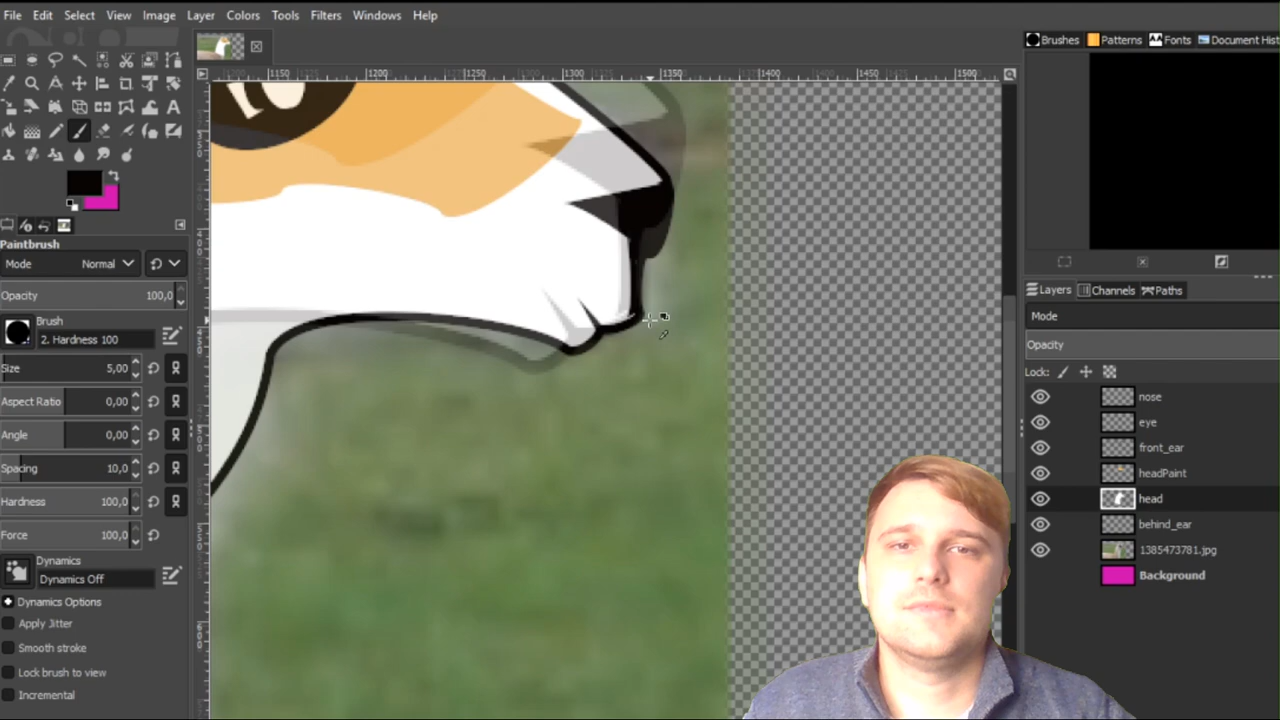 File Edit Select View Image Layer Colors Tools Filters Windows Help
Brushes Patterns Fonts Document Hist
1150 1200 1250 1300 1350 1400 1450 1500
Paintbrush
Mode Normal
Opacity 100,0
Brush
2. Hardness 100
Size 5,00
Aspect Ratio 0,00
Angle 0,00
Spacing 10,0
Hardness 100,0
Force 100,0
Dynamics
Dynamics Off
Dynamics Options
Apply Jitter
Smooth stroke
Lock brush to view
Incremental
Layers Channels Paths
Mode
Opacity
Lock:
nose
eye
front_ear
headPaint
head
behind_ear
1385473781.jpg
Background